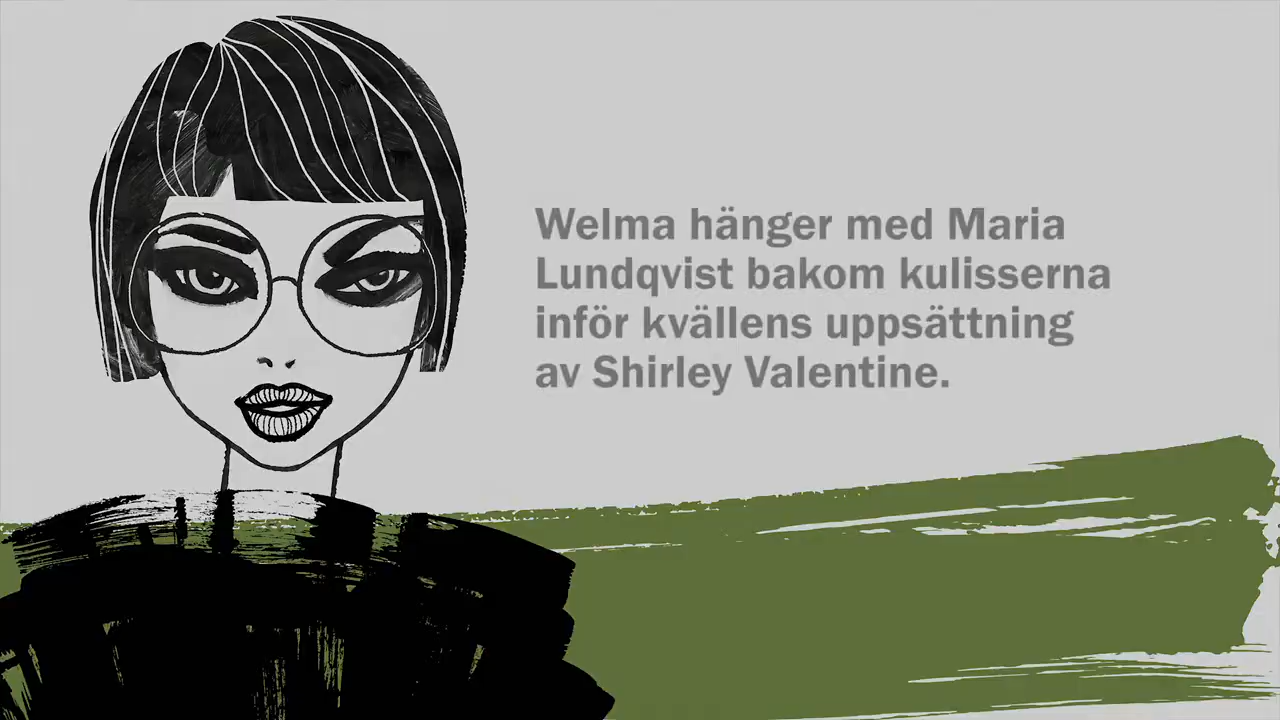 Welma hänger med Maria
Lundqvist bakom kulisserna
inför kvällens uppsättning
av Shirley Valentine.